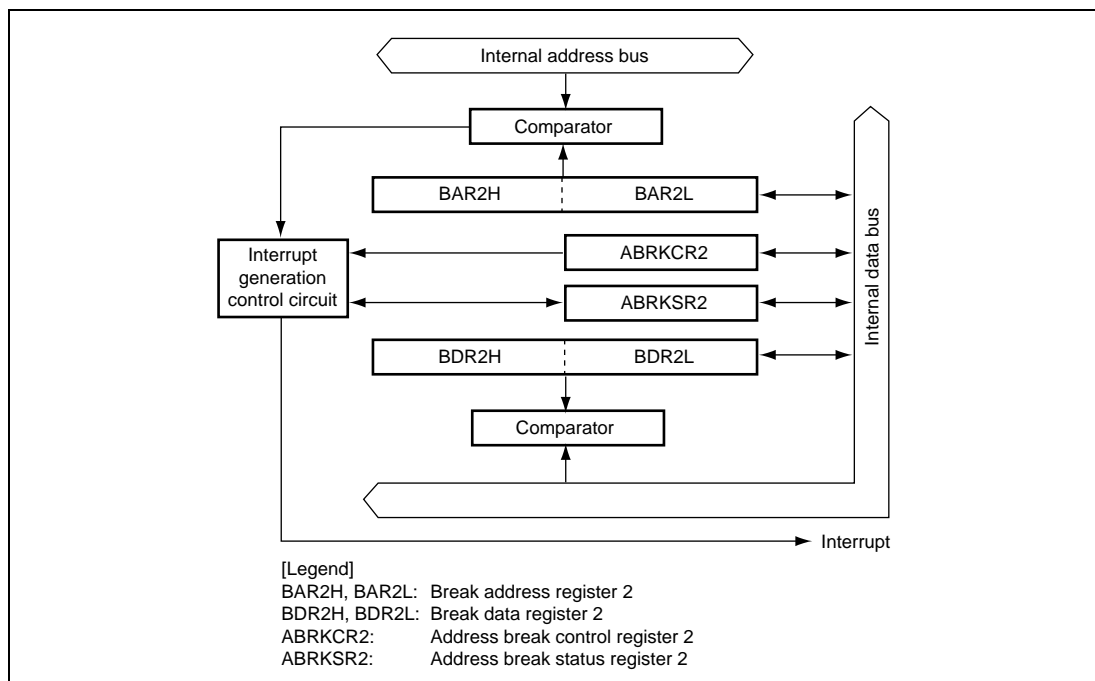 Internal address bus
Comparator
BAR2H BAR2L
ABRKCR2
Interrupt
generation
control circuit
ABRKSR2
Internal data bus
BDR2H BDR2L
Comparator
Interrupt
[Legend]
BAR2H, BAR2L: Break address register 2
BDR2H, BDR2L: Break data register 2
ABRKCR2: Address break control register 2
ABRKSR2: Address break status register 2